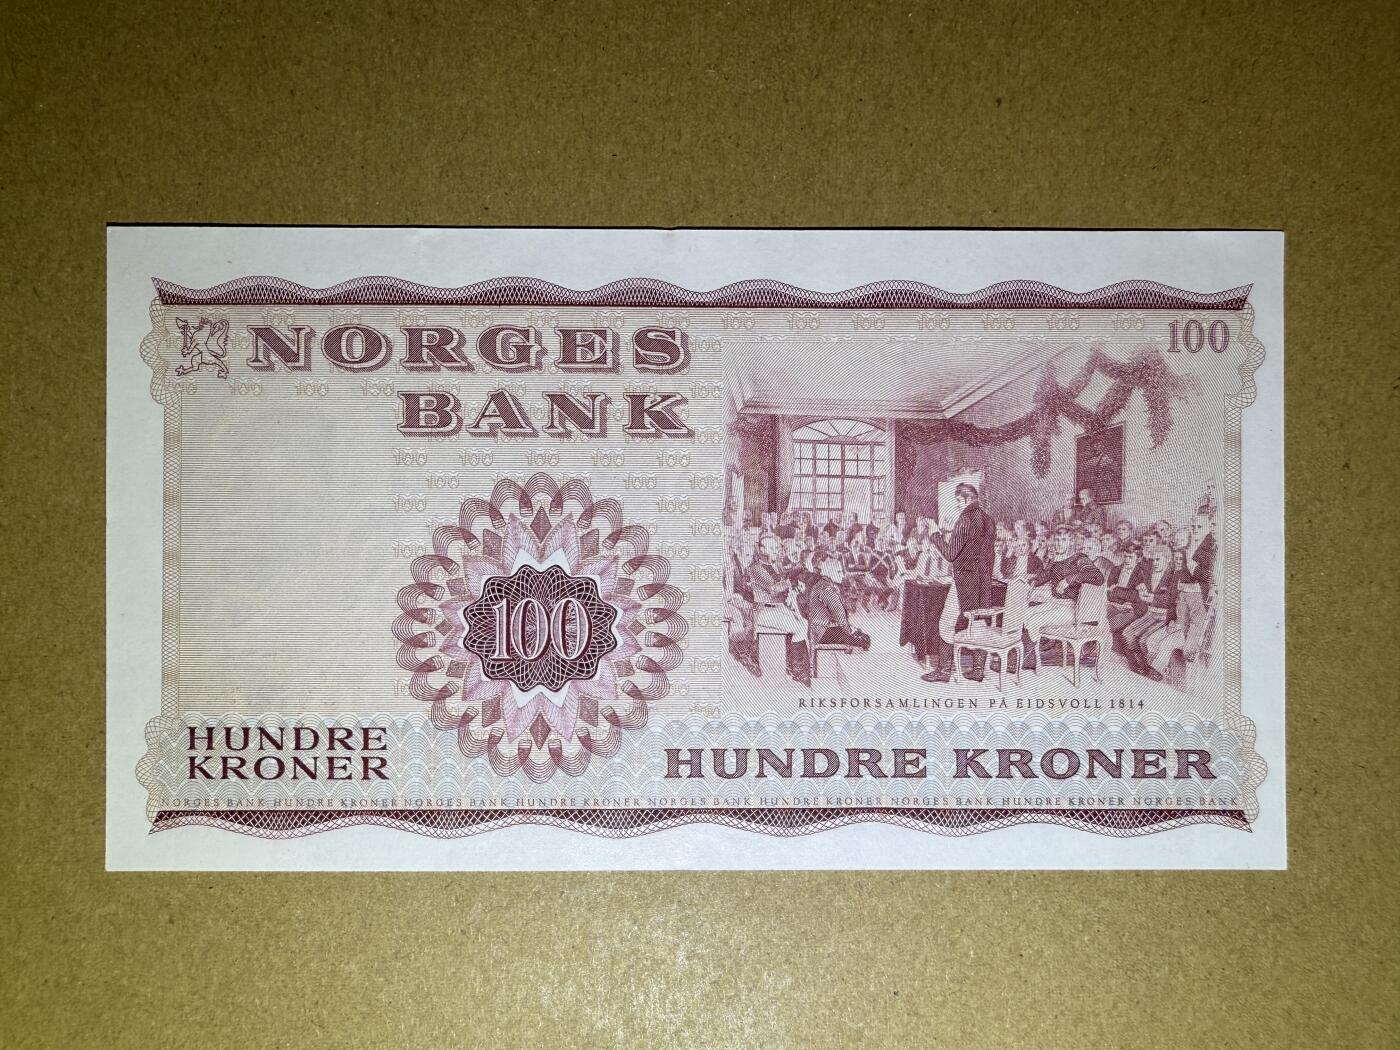 NORGES
BANK
100
100
RIKSFORSAMLINGEN PÅ EIDSVOLL 1814
HUNDRE
KRONER
HUNDRE KRONER
NORGES BANK HUNDRE KRONER NORGES BANK HUNDRE KRONER NORGES BANK HUNDRE KRONER NORGES BANK HUNDRE KRONER NORGES BANK